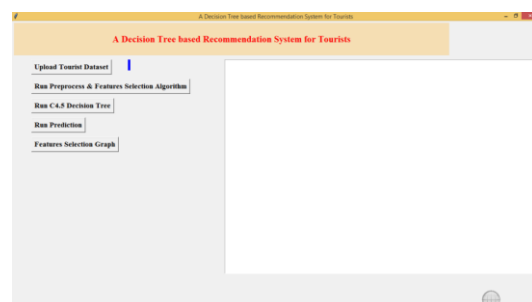 A Decision Tree based Recommendation System for Tourists
A Decision Tree based Recommendation System for Tourists
Upload Tourist Dataset
Run Preprocess & Features Selection Algorithm
Run C4.5 Decision Tree
Run Prediction
Features Selection Graph